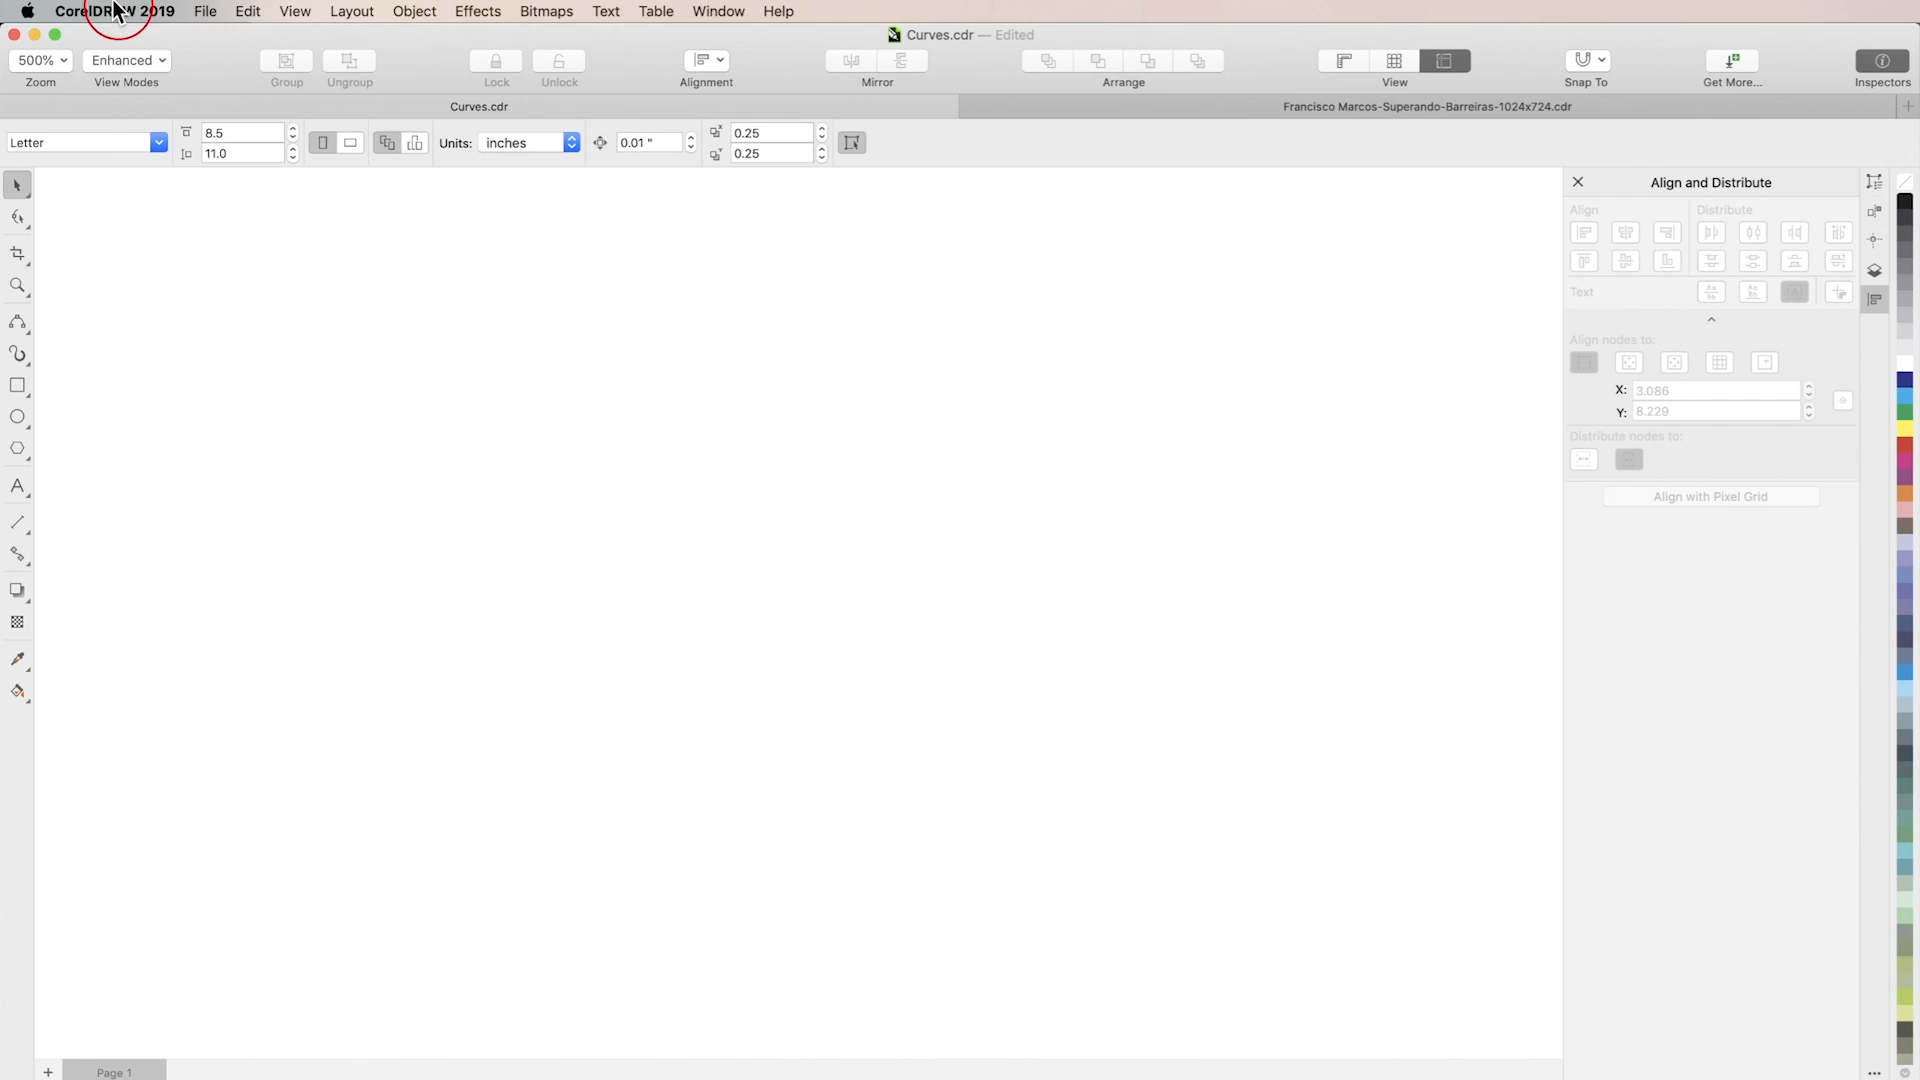 CorelDRAW 2019 File Edit View Layout Object Effects Bitmaps Text Table Window Help
Curves.cdr — Edited
500% Enhanced
Zoom View Modes Group Ungroup Lock Unlock Alignment Mirror Arrange View Snap To Get More... Inspectors
Curves.cdr Francisco Marcos-Superando-Barreiras-1024x724.cdr
Letter 8.5 Units: inches 0.01 " 0.25
11.0 0.25
Align and Distribute
Align Distribute
Text
Align nodes to:
X: 3.086
Y: 8.229
Distribute nodes to:
Align with Pixel Grid
Page 1